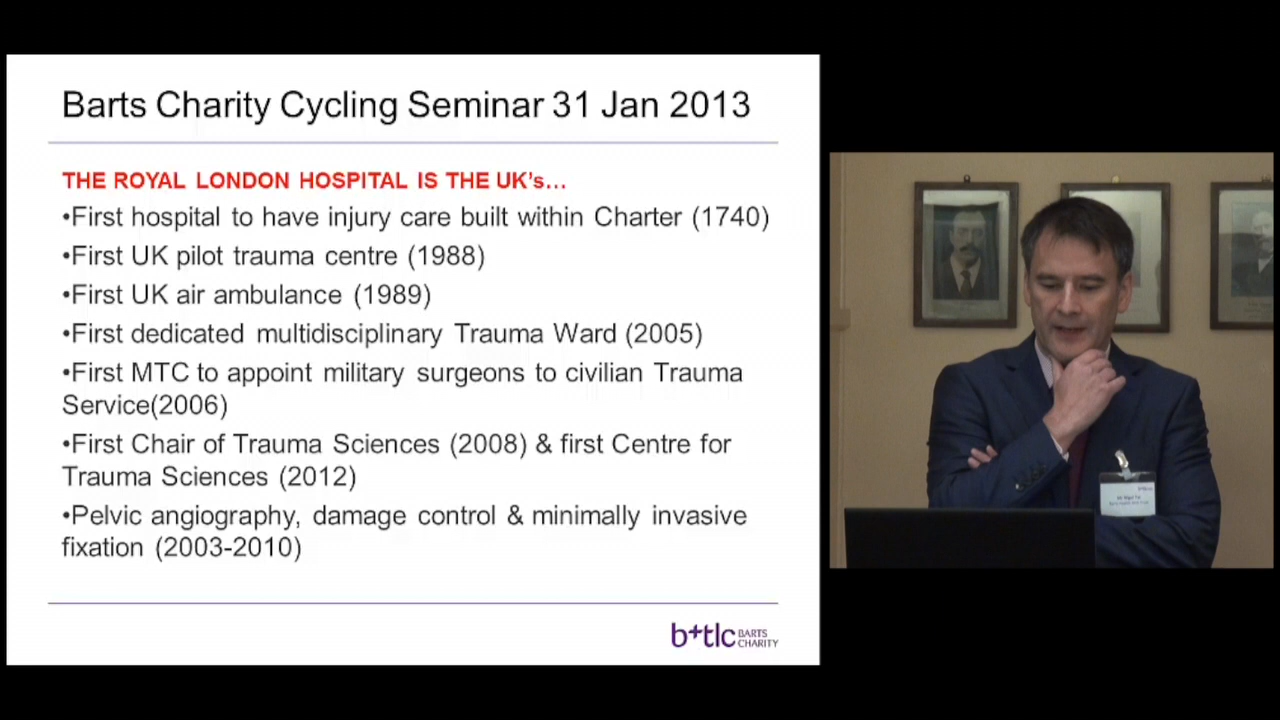 Barts Charity Cycling Seminar 31 Jan 2013
THE ROYAL LONDON HOSPITAL IS THE UK's...
•First hospital to have injury care built within Charter (1740)
•First UK pilot trauma centre (1988)
•First UK air ambulance (1989)
•First dedicated multidisciplinary Trauma Ward (2005)
•First MTC to appoint military surgeons to civilian Trauma
Service(2006)
•First Chair of Trauma Sciences (2008) & first Centre for
Trauma Sciences (2012)
•Pelvic angiography, damage control & minimally invasive
fixation (2003-2010)
b+tlc BARTS
CHARITY